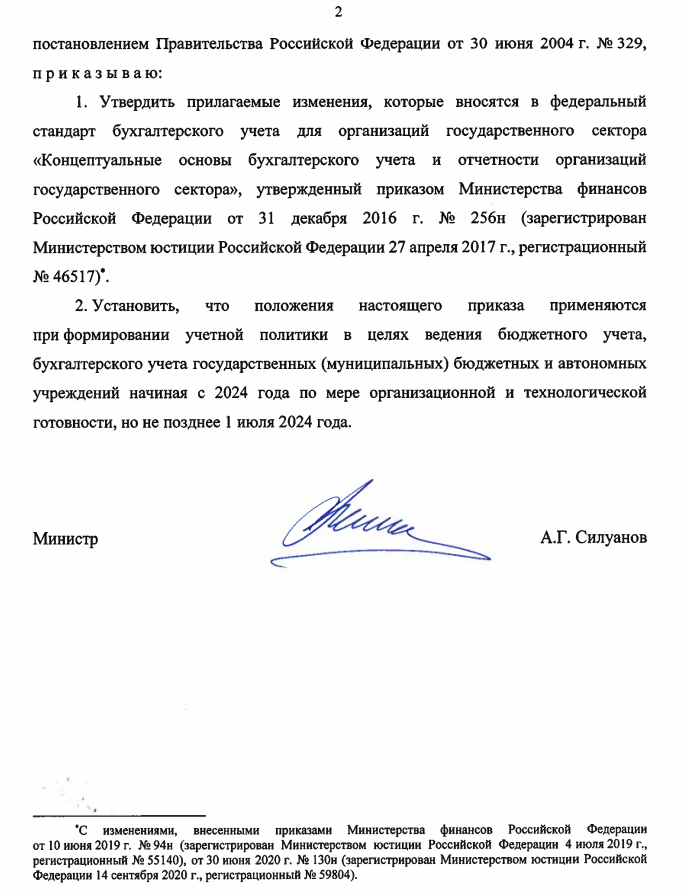 2
постановлением Правительства Российской Федерации от 30 июня 2004 г. № 329,
п р и к а з ы в а ю:
1. Утвердить прилагаемые изменения, которые вносятся в федеральный
стандарт бухгалтерского учета для организаций государственного сектора
«Концептуальные основы бухгалтерского учета и отчетности организаций
государственного сектора», утвержденный приказом Министерства финансов
Российской Федерации от 31 декабря 2016 г. № 256н (зарегистрирован
Министерством юстиции Российской Федерации 27 апреля 2017 г., регистрационный
№ 46517)*.
2. Установить, что положения настоящего приказа применяются
при формировании учетной политики в целях ведения бюджетного учета,
бухгалтерского учета государственных (муниципальных) бюджетных и автономных
учреждений начиная с 2024 года по мере организационной и технологической
готовности, но не позднее 1 июля 2024 года.
Министр
А.Г. Силуанов
*С изменениями, внесенными приказами Министерства финансов Российской Федерации
от 10 июня 2019 г. № 94н (зарегистрирован Министерством юстиции Российской Федерации 4 июля 2019 г.,
регистрационный № 55140), от 30 июня 2020 г. № 130н (зарегистрирован Министерством юстиции Российской
Федерации 14 сентября 2020 г., регистрационный № 59804).